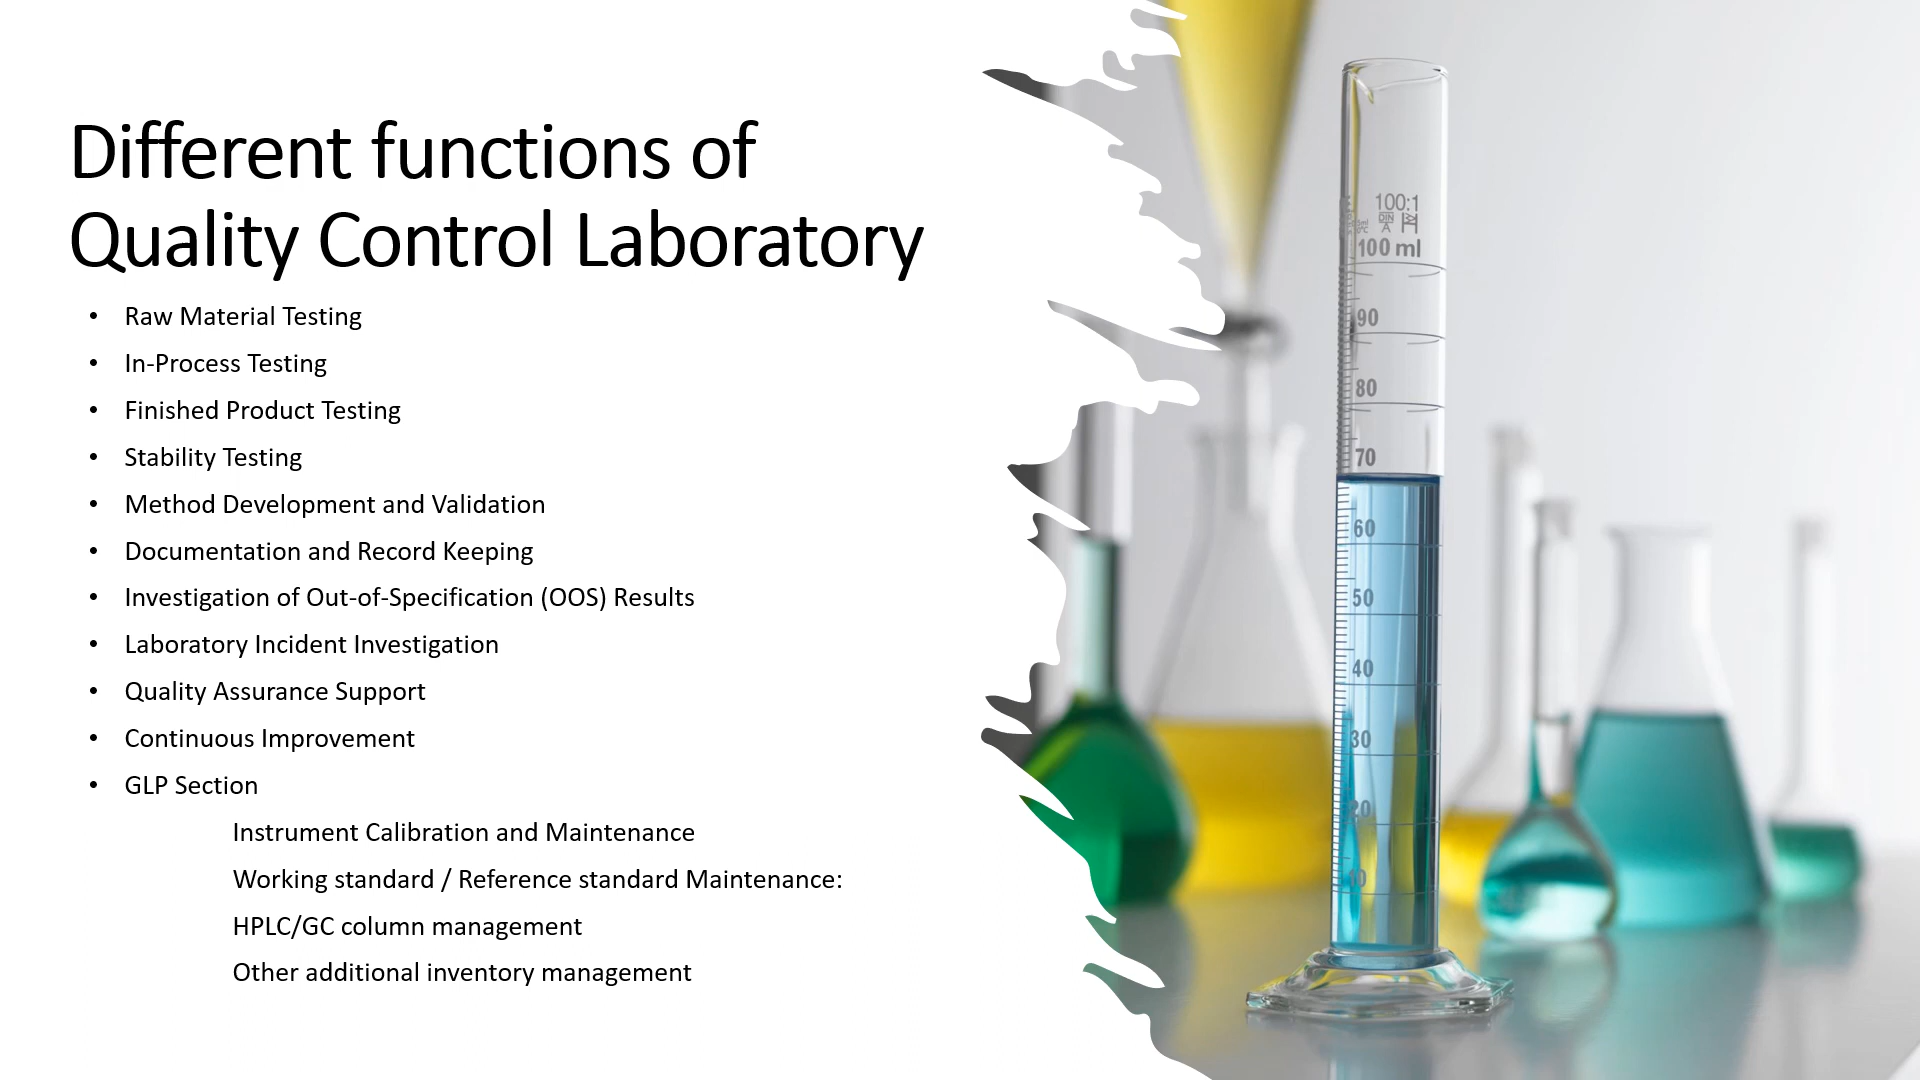 Different functions of
Quality Control Laboratory
• Raw Material Testing
• In-Process Testing
• Finished Product Testing
• Stability Testing
• Method Development and Validation
• Documentation and Record Keeping
• Investigation of Out-of-Specification (OOS) Results
• Laboratory Incident Investigation
• Quality Assurance Support
• Continuous Improvement
• GLP Section
Instrument Calibration and Maintenance
Working standard / Reference standard Maintenance:
HPLC/GC column management
Other additional inventory management
100:1
DIN
A
100 ml
90
80
70
60
50
40
30
20
10